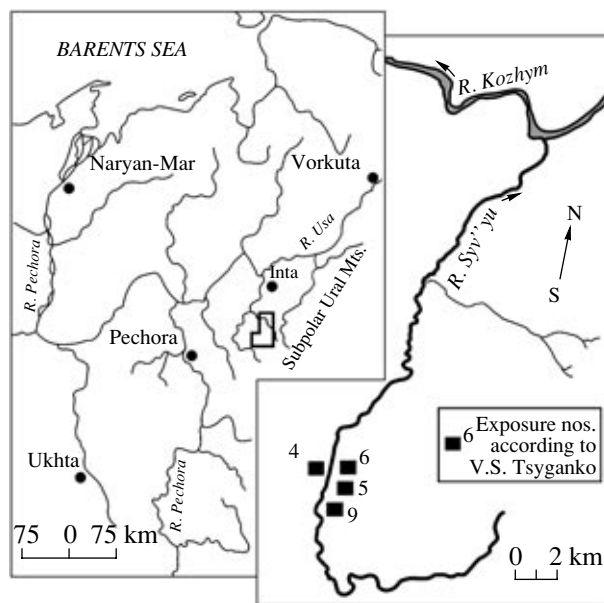 BARENTS SEA
Naryan-Mar
Vorkuta
R. Usa
R. Pechora
Inta
Subpolar Ural Mts.
Pechora
Ukhta
R. Pechora
75 0 75 km
R. Kozhym
R. Syv''yu
N
S
6 Exposure nos.
according to
V.S. Tsyganko
4
6
5
9
0 2 km